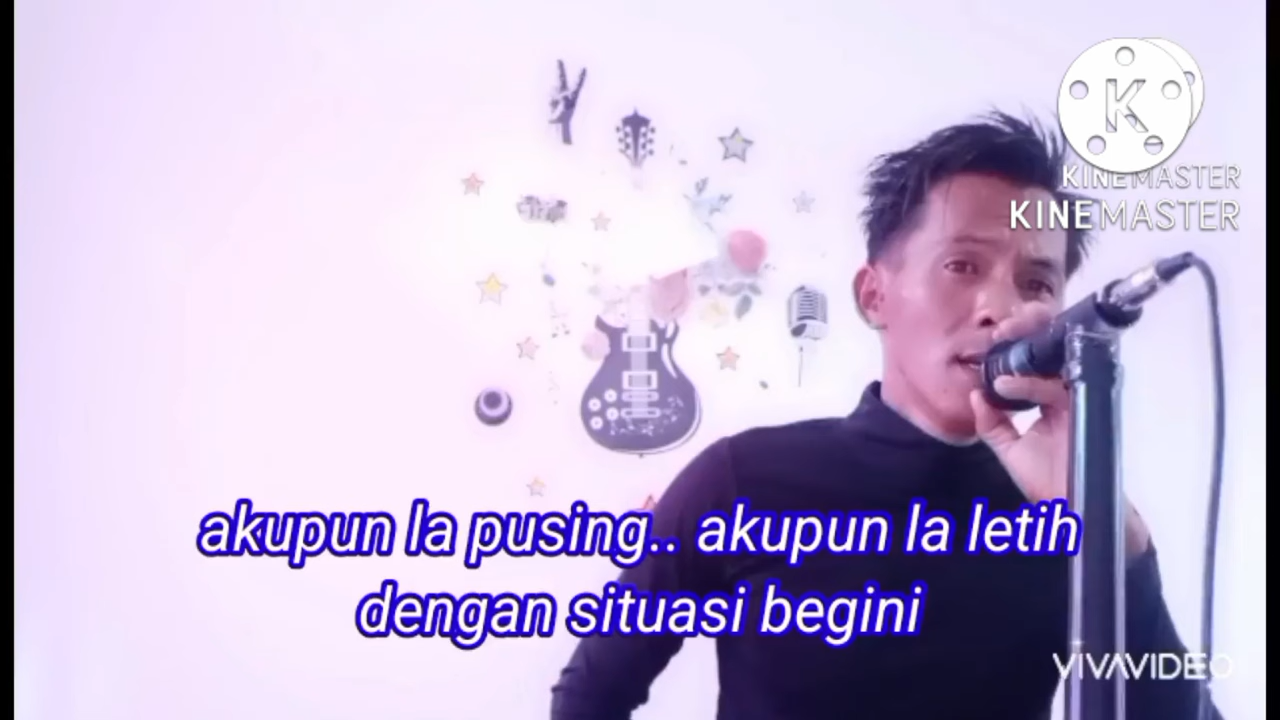 K
KINEMASTER
KINEMASTER
akupun la pusing.. akupun la letih
dengan situasi begini
VIVAVIDEO